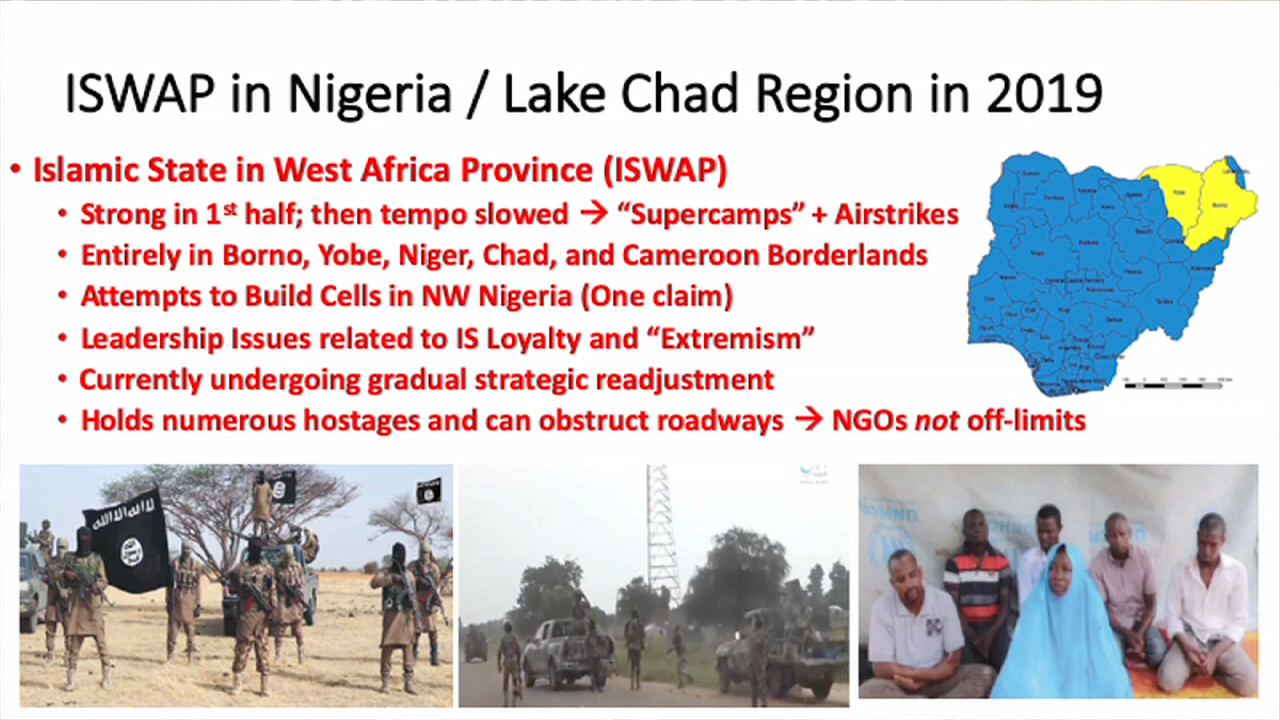 ISWAP in Nigeria / Lake Chad Region in 2019
• Islamic State in West Africa Province (ISWAP)
• Strong in 1st half; then tempo slowed → “Supercamps” + Airstrikes
• Entirely in Borno, Yobe, Niger, Chad, and Cameroon Borderlands
• Attempts to Build Cells in NW Nigeria (One claim)
• Leadership Issues related to IS Loyalty and “Extremism”
• Currently undergoing gradual strategic readjustment
• Holds numerous hostages and can obstruct roadways → NGOs not off-limits
Yobe
Borno